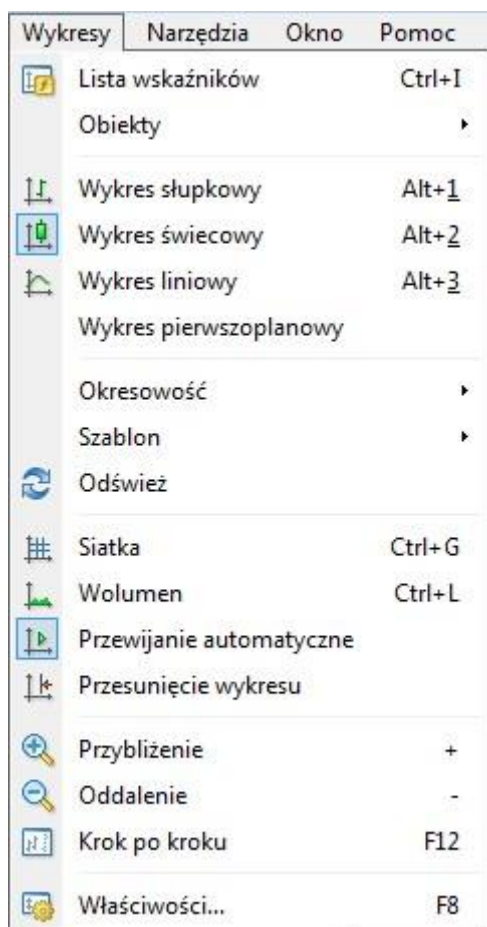 Wykresy Narzędzia Okno Pomoc
Lista wskaźników Ctrl+I
Obiekty
Wykres słupkowy Alt+1
Wykres świecowy Alt+2
Wykres liniowy Alt+3
Wykres pierwszoplanowy
Okresowość
Szablon
Odśwież
Siatka Ctrl+G
Wolumen Ctrl+L
Przewijanie automatyczne
Przesunięcie wykresu
Przybliżenie +
Oddalenie -
Krok po kroku F12
Właściwości... F8